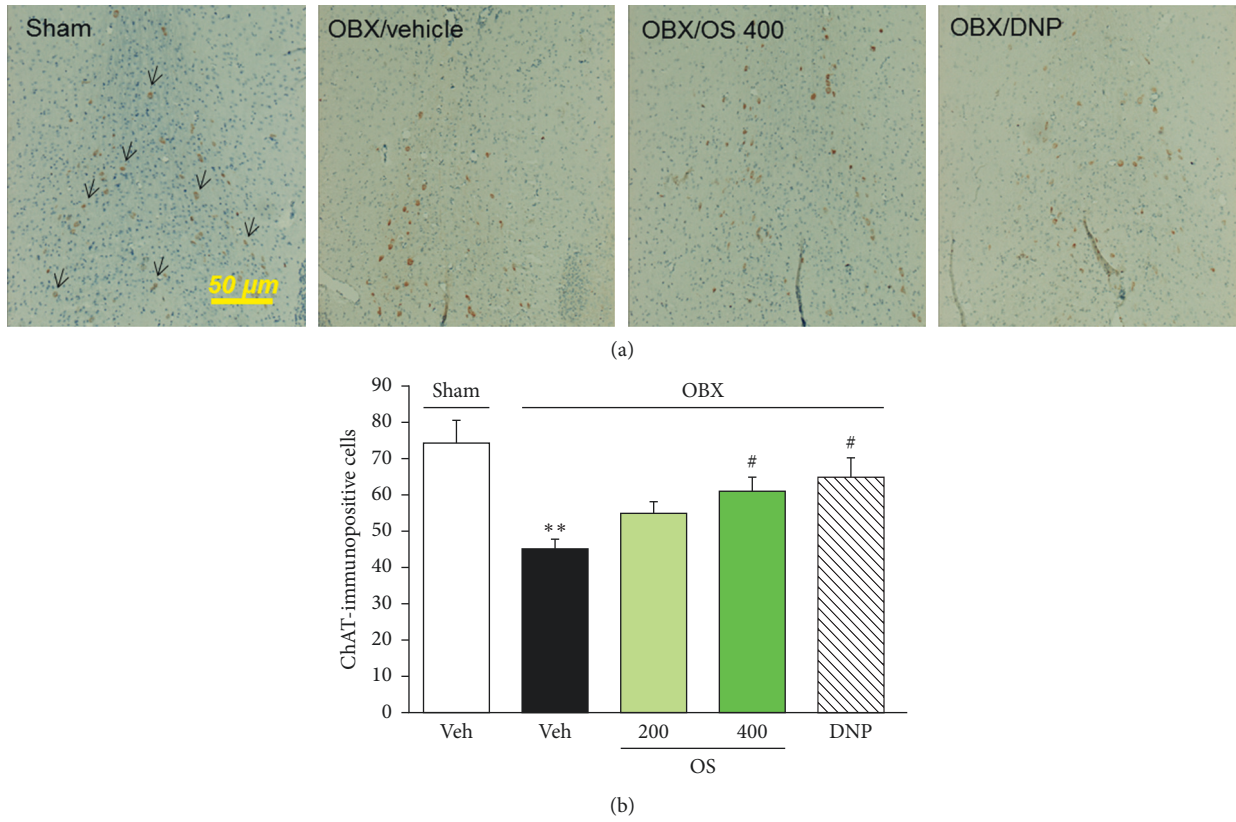 Sham
OBX/vehicle
OBX/OS 400
OBX/DNP
50 µm
(a)
Sham
OBX
ChAT-immunopositive cells
90
80
70
60
50
40
30
20
10
0
**
#
#
Veh
Veh
200
400
DNP
OS
(b)